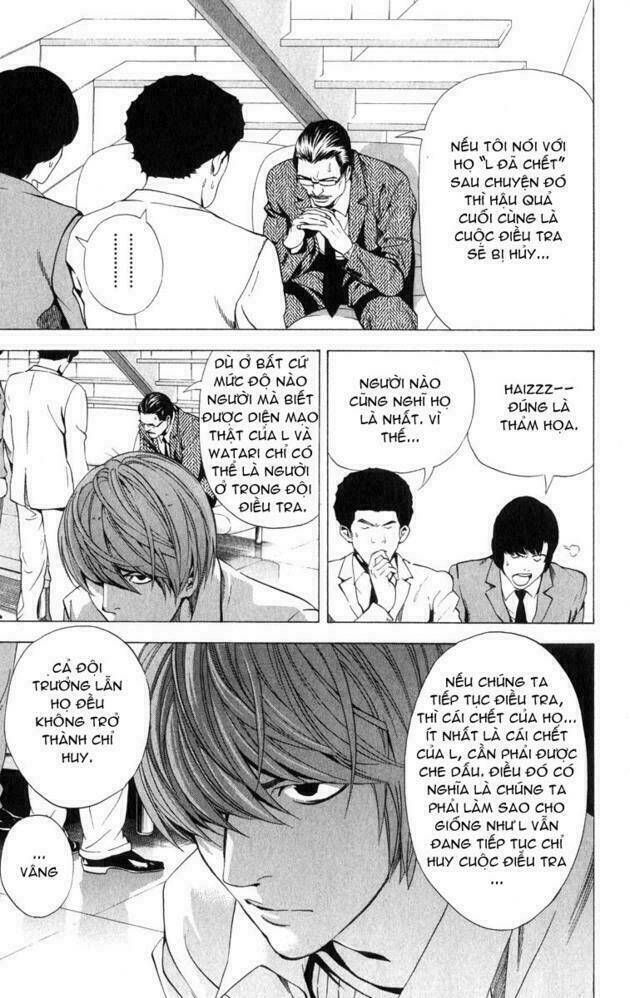 NẾU TÔI NÓI VỚI
HỌ "L ĐÃ CHẾT"
SAU CHUYỆN ĐÓ
THÌ HẬU QUẢ
CUỐI CÙNG LÀ
CUỘC ĐIỀU TRA
SẼ BỊ HỦY...
......
HAIZZZ--
ĐÚNG LÀ
THẢM HỌA.
NGƯỜI NÀO
CŨNG NGHĨ HỌ
LÀ NHẤT. VÌ
THẾ...
DÙ Ở BẤT CỨ
MỨC ĐỘ NÀO
NGƯỜI MÀ BIẾT
ĐƯỢC DIỆN MẠO
THẬT CỦA L VÀ
WATARI CHỈ CÓ
THỂ LÀ NGƯỜI
Ở TRONG ĐỘI
ĐIỀU TRA.
NẾU CHÚNG TA
TIẾP TỤC ĐIỀU TRA,
THÌ CÁI CHẾT CỦA HỌ...
ÍT NHẤT LÀ CÁI CHẾT
CỦA L, CẦN PHẢI ĐƯỢC
CHE DẤU. ĐIỀU ĐÓ CÓ
NGHĨA LÀ CHÚNG TA
PHẢI LÀM SAO CHO
GIỐNG NHƯ L VẪN
ĐANG TIẾP TỤC CHỈ
HUY CUỘC ĐIỀU TRA
...
CẢ ĐỘI
TRƯỞNG LẪN
HỌ ĐỀU
KHÔNG TRỞ
THÀNH CHỈ
HUY.
...
VÂNG